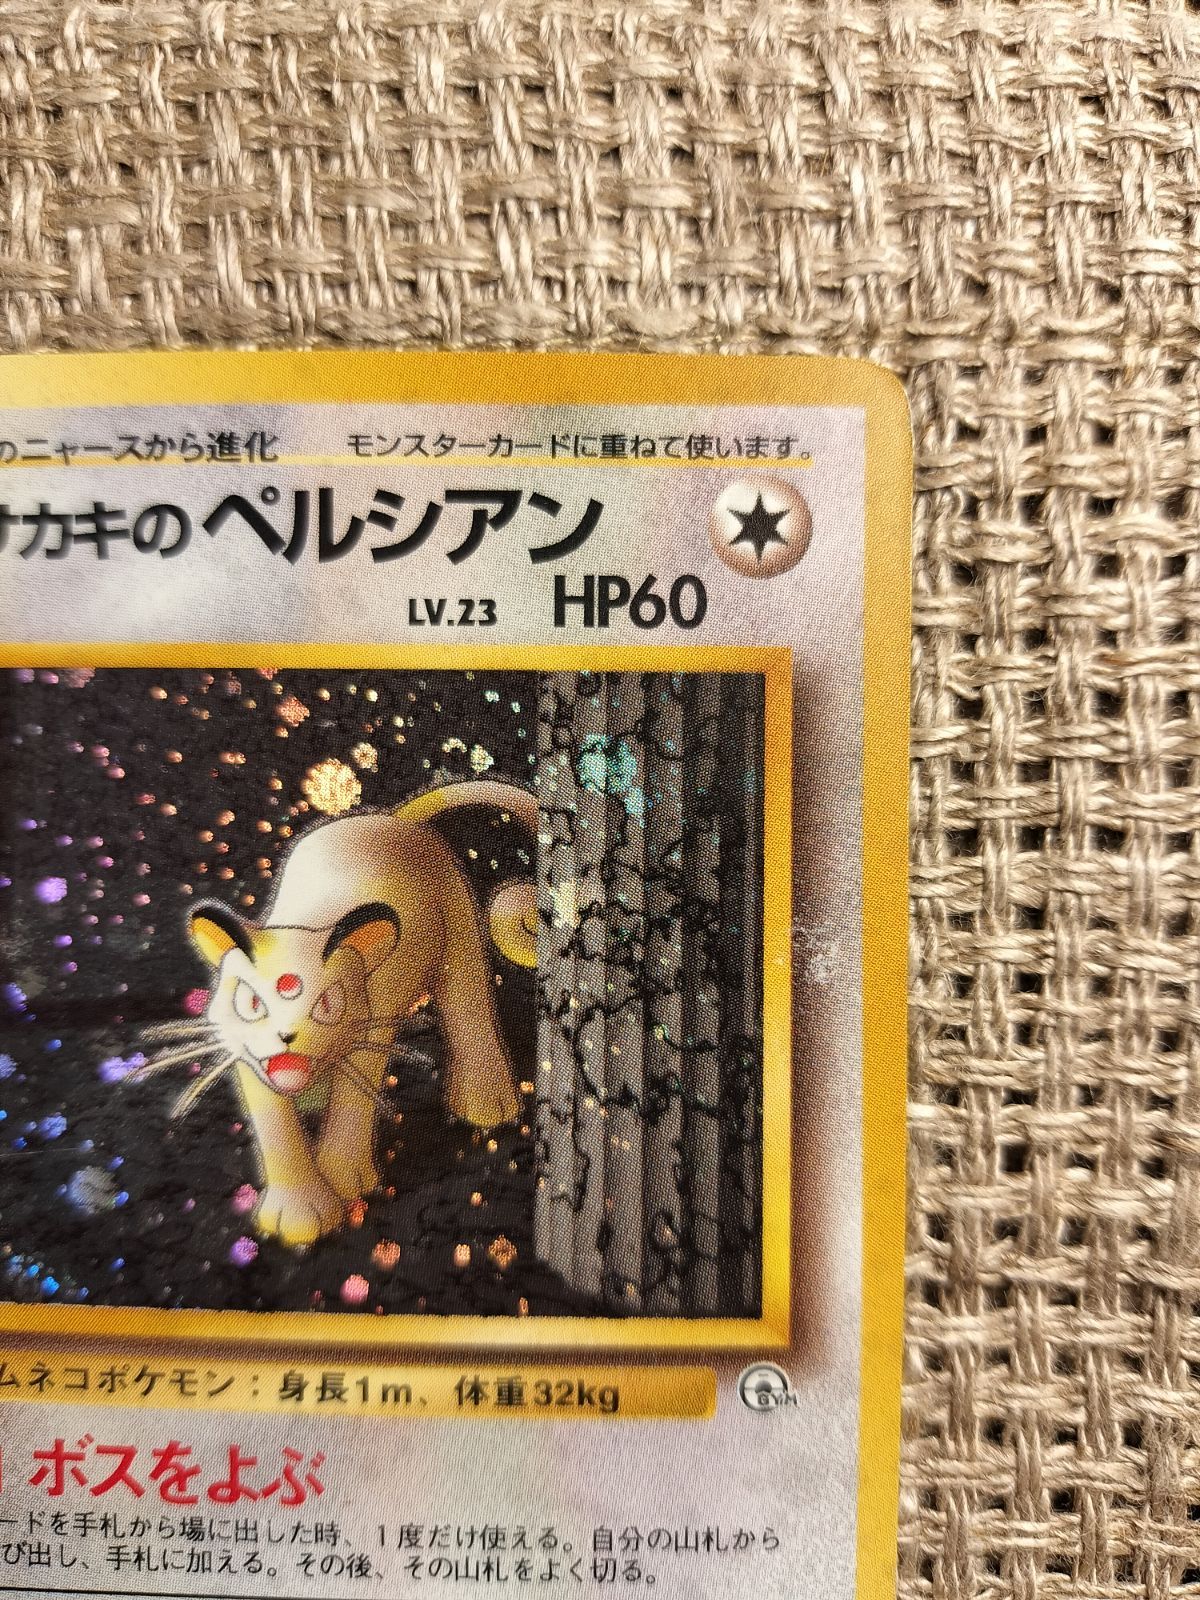 のニャースから進化 モンスターカードに重ねて使います。
サカキのペルシアン
LV.23 HP60
ムネコポケモン:身長1m、体重32kg
GYM
ボスをよぶ
ードを手札から場に出した時、1度だけ使える。自分の山札から
び出し、手札に加える。その後、その山札をよく切る。